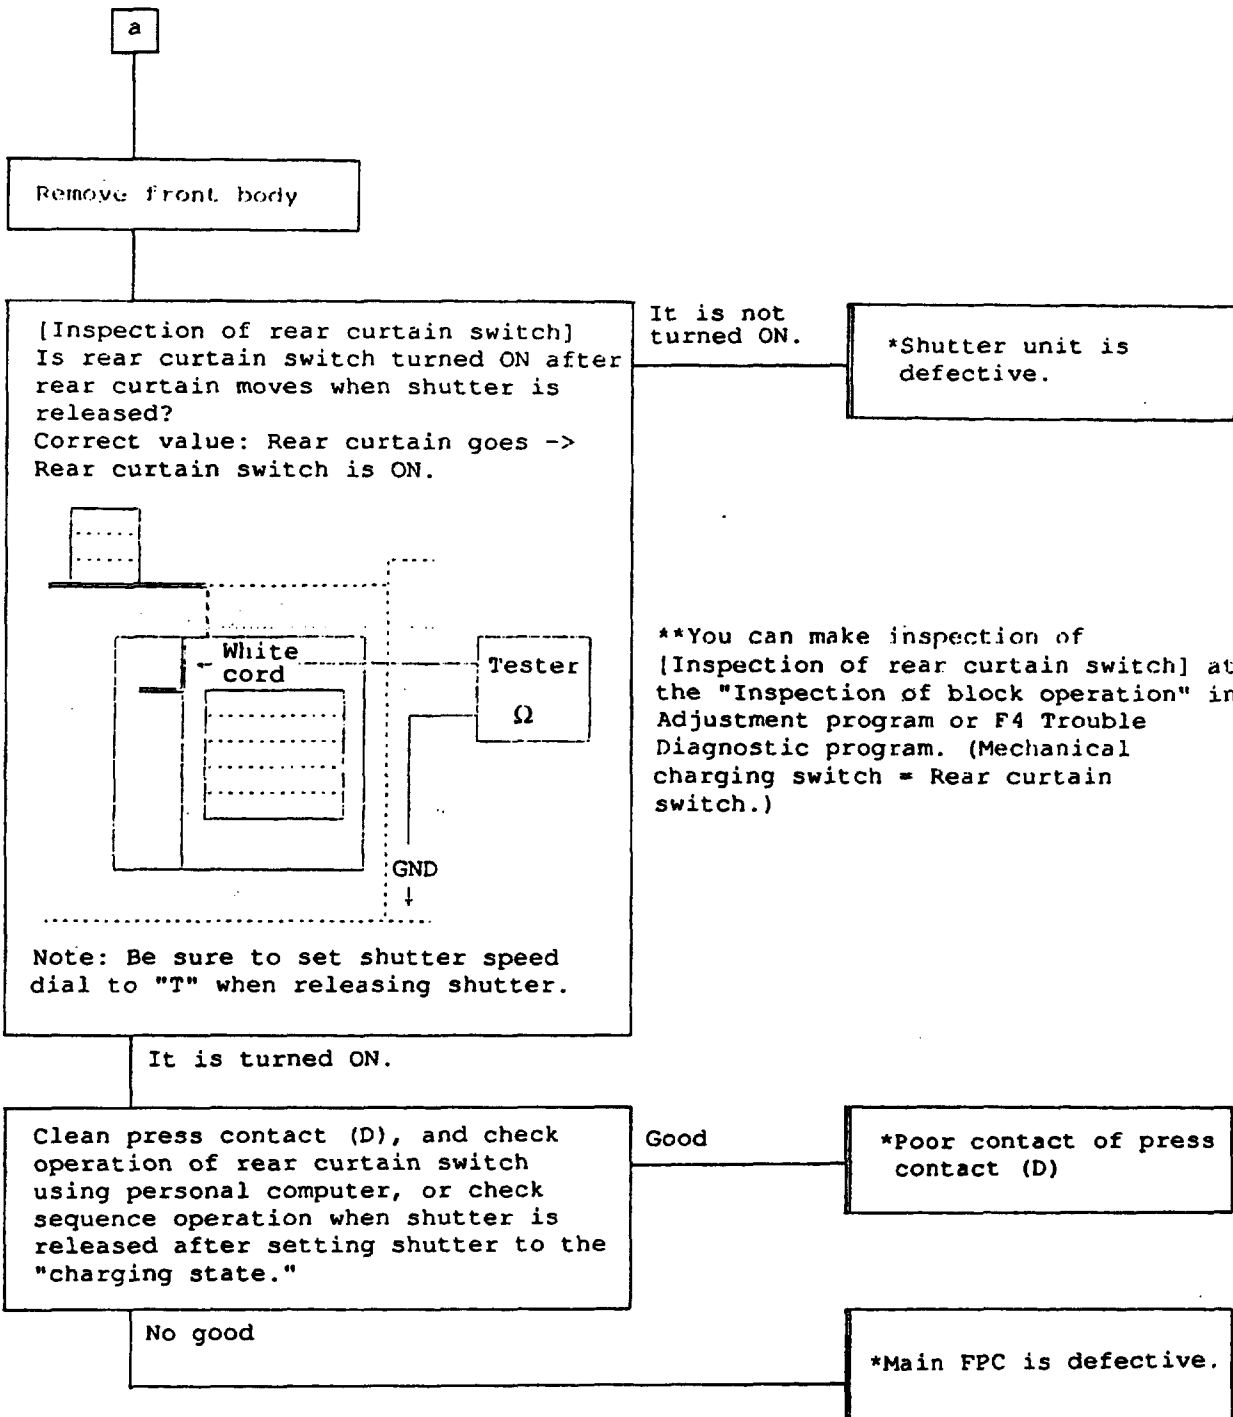 a
Remove front body
[Inspection of rear curtain switch]
Is rear curtain switch turned ON after
rear curtain moves when shutter is
released?
Correct value: Rear curtain goes ->
Rear curtain switch is ON.
White
cord
Tester
Ω
GND
Note: Be sure to set shutter speed
dial to "T" when releasing shutter.
It is not
turned ON.
*Shutter unit is
defective.
**You can make inspection of
[Inspection of rear curtain switch] at
the "Inspection of block operation" in
Adjustment program or F4 Trouble
Diagnostic program. (Mechanical
charging switch = Rear curtain
switch.)
It is turned ON.
Clean press contact (D), and check
operation of rear curtain switch
using personal computer, or check
sequence operation when shutter is
released after setting shutter to the
"charging state."
Good
*Poor contact of press
contact (D)
No good
*Main FPC is defective.